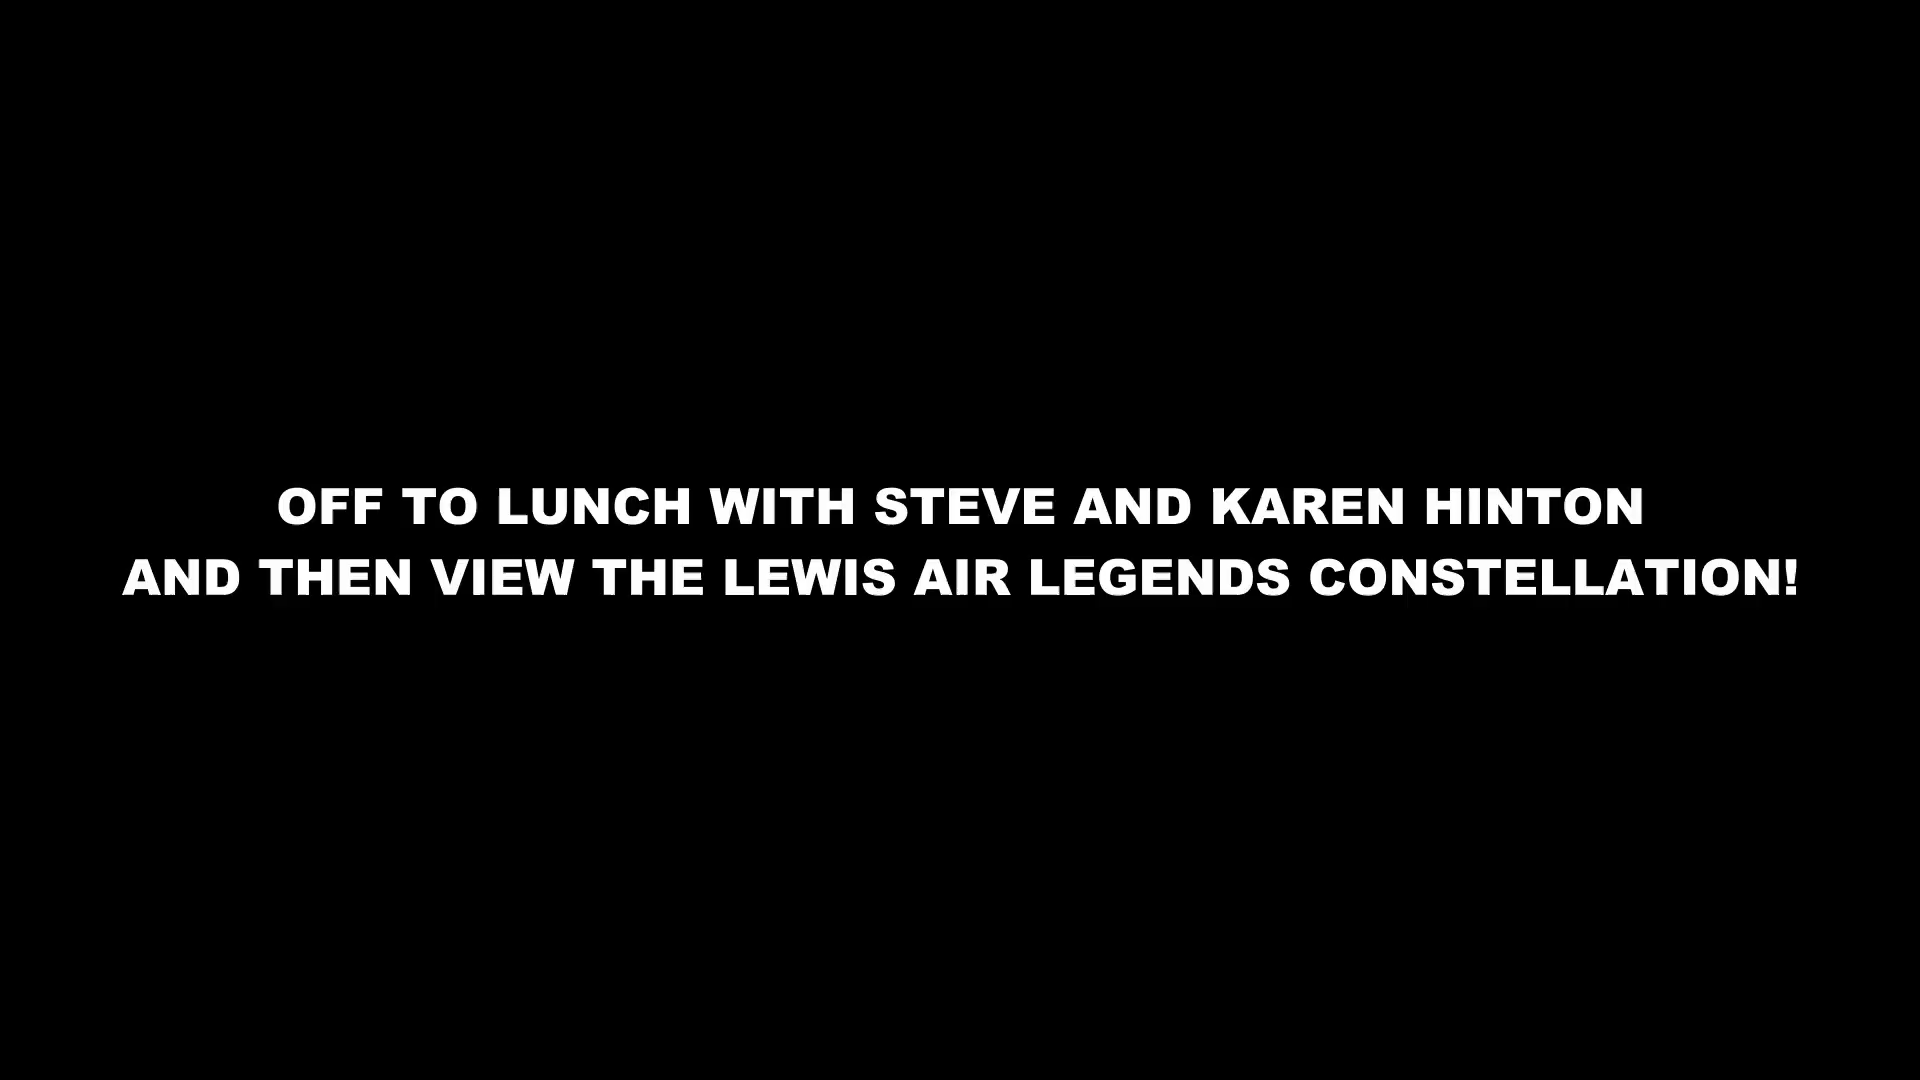 OFF TO LUNCH WITH STEVE AND KAREN HINTON
AND THEN VIEW THE LEWIS AIR LEGENDS CONSTELLATION!